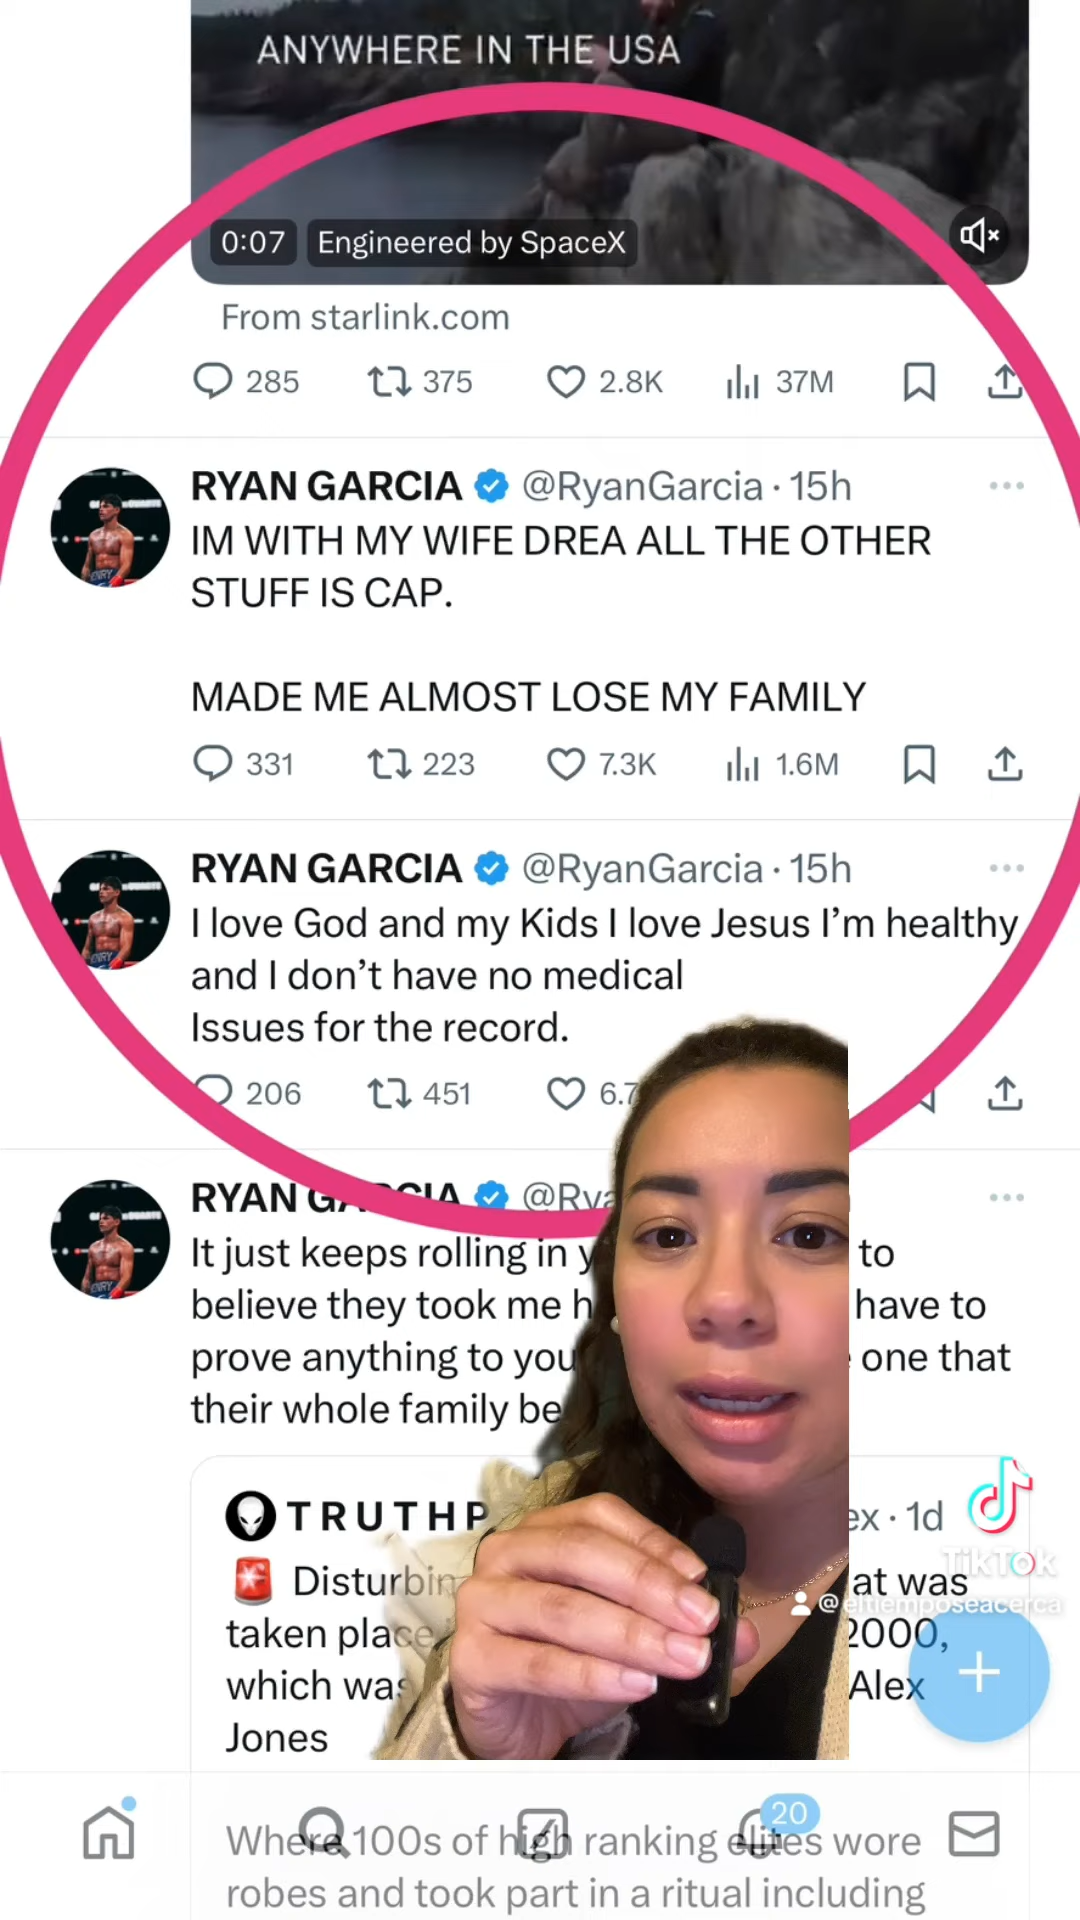 ANYWHERE IN THE USA
0:07 Engineered by SpaceX
From starlink.com
285 375 2.8K 37M
RYAN GARCIA @RyanGarcia · 15h
IM WITH MY WIFE DREA ALL THE OTHER
STUFF IS CAP.
MADE ME ALMOST LOSE MY FAMILY
331 223 7.3K 1.6M
RYAN GARCIA @RyanGarcia · 15h
I love God and my Kids I love Jesus I'm healthy
and I don't have no medical
Issues for the record.
206 451 6.7
RYAN
It just keeps rolling in to
believe they took me have to
prove anything to you one that
their whole family
TRUTHP · 1d
taken place 2000,
which was Alex
Jones
TikTok
@eltiemposeacerca
20
Where 100s of high ranking elites wore
robes and took part in a ritual including